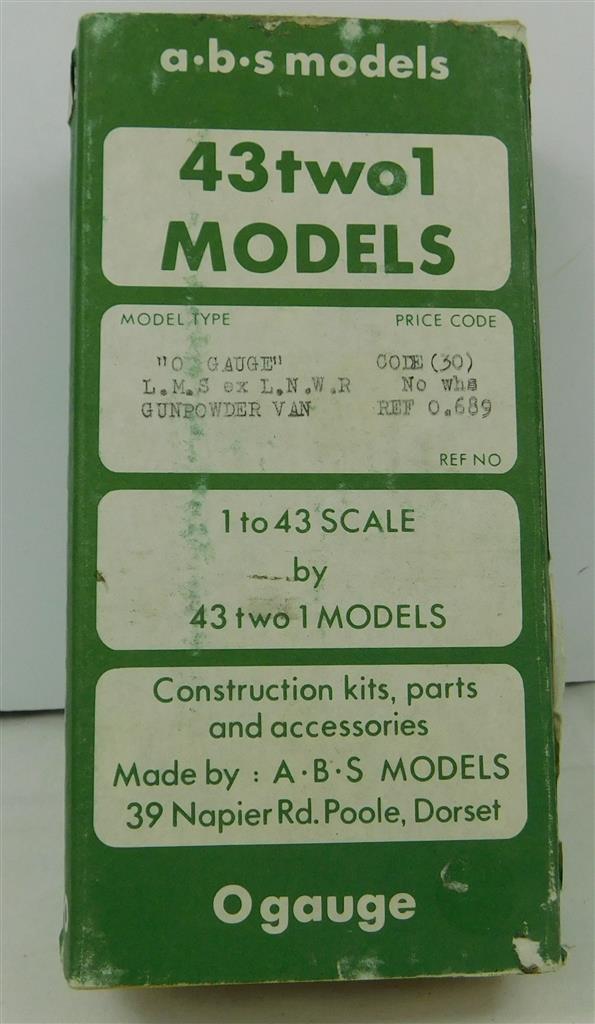 a·b·s models
43two1
MODELS
MODEL TYPE PRICE CODE
"O GAUGE" CODE (30)
L.M.S ex L.N.W.R No whs
GUNPOWDER VAN REF 0.689
REF NO
1 to 43 SCALE
by
43 two 1 MODELS
Construction kits, parts
and accessories
Made by : A·B·S MODELS
39 Napier Rd. Poole, Dorset
O gauge